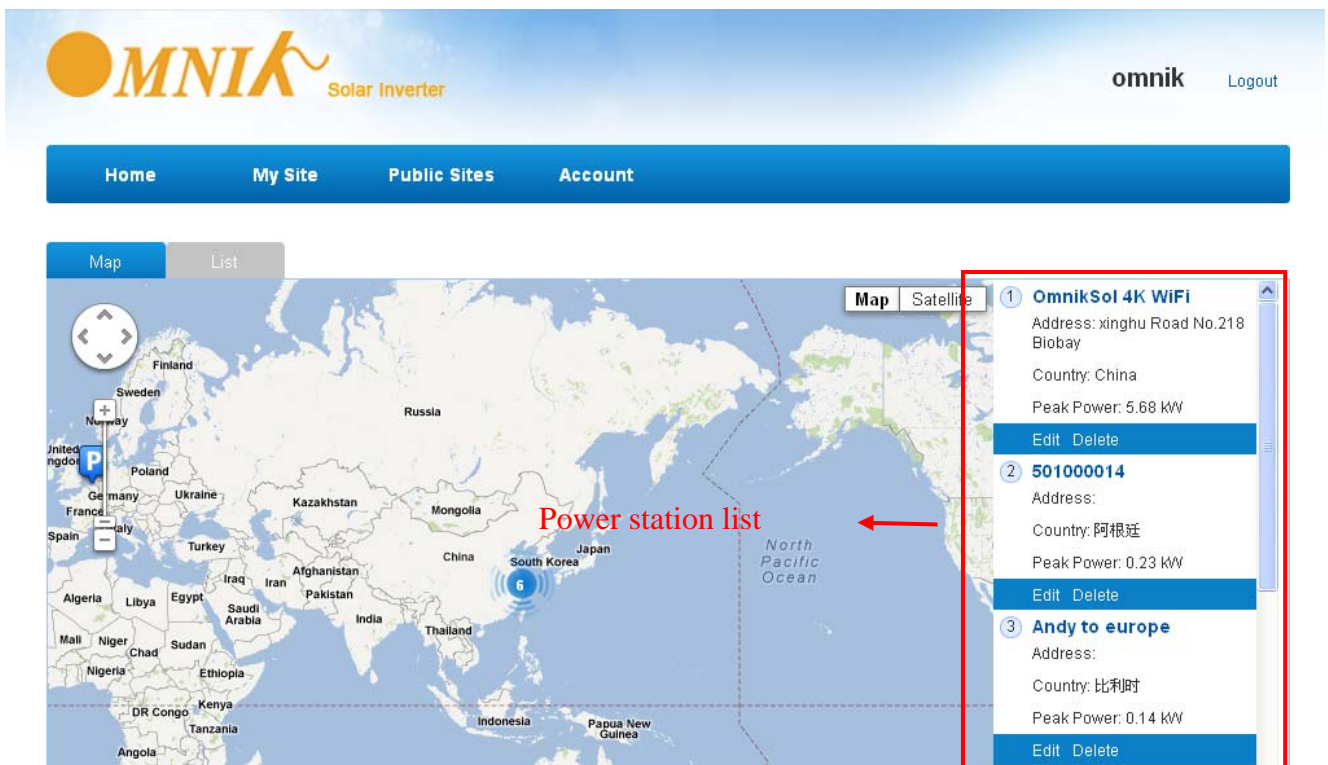 OMNIK Solar Inverter
omnik Logout
Home My Site Public Sites Account
Map List
Map Satellite
Finland
Sweden
Norway
Russia
United
Poland
Germany
Ukraine
France
Kazakhstan
Mongolia
Spain
Italy
Turkey
China
South Korea
Japan
North
Pacific
Ocean
Iraq
Iran
Afghanistan
Pakistan
6
P
Algeria
Libya
Egypt
Saudi
Arabia
India
Thailand
Mali
Niger
Chad
Sudan
Nigeria
Ethiopia
DR Congo
Kenya
Tanzania
Indonesia
Papua New
Guinea
Angola
Power station list
1 OmnikSol 4K WiFi
Address: xinghu Road No.218
Biobay
Country: China
Peak Power: 5.68 kW
Edit Delete
2 501000014
Address:
Country: 阿根廷
Peak Power: 0.23 kW
Edit Delete
3 Andy to europe
Address:
Country: 比利时
Peak Power: 0.14 kW
Edit Delete